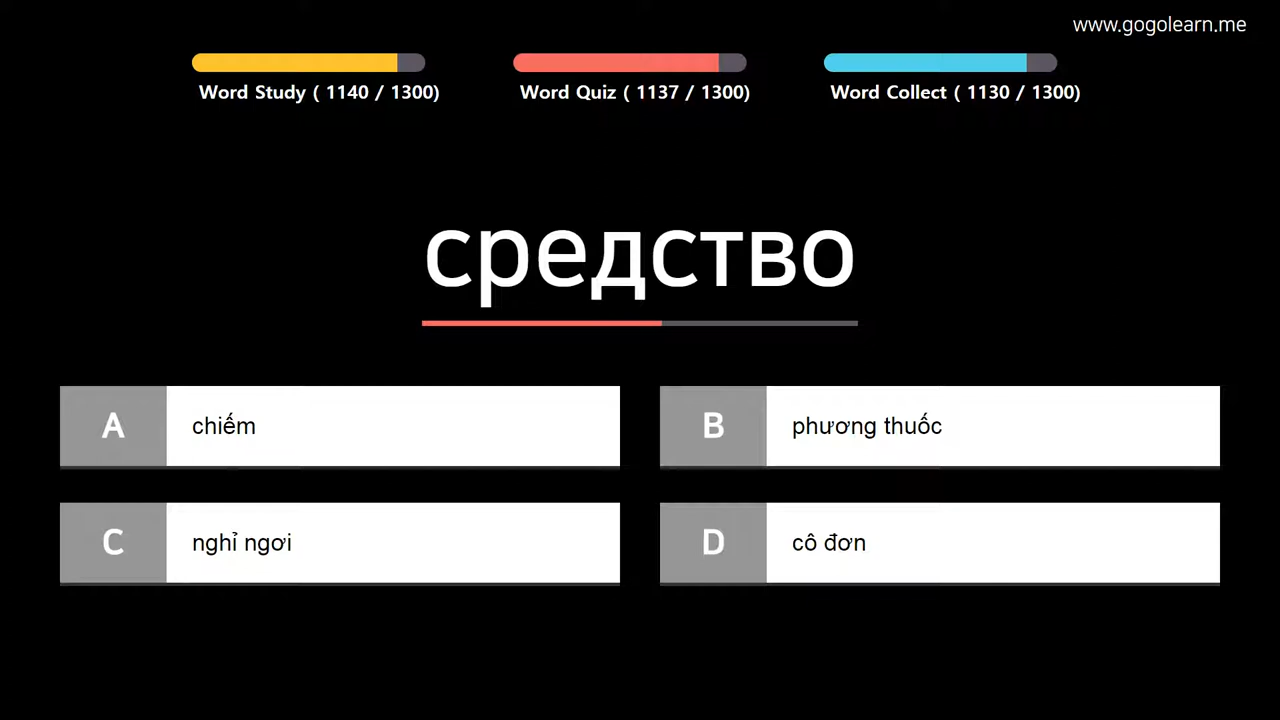 www.gogolearn.me
Word Study ( 1140 / 1300)
Word Quiz ( 1137 / 1300)
Word Collect ( 1130 / 1300)
средство
A chiếm
B phương thuốc
C nghỉ ngơi
D cô đơn